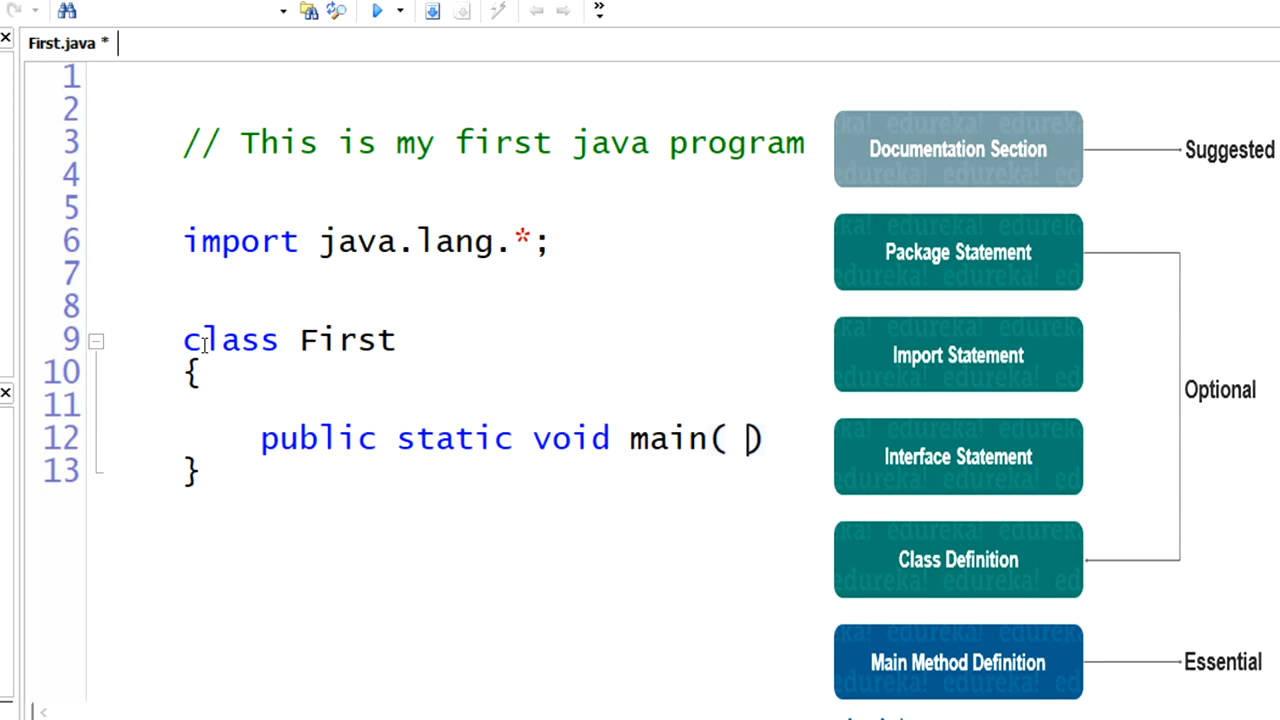 First.java *
1
2
3 // This is my first java program
4
5
6 import java.lang.*;
7
8
9 class First
10 {
11
12 public static void main( )
13 }
Documentation Section
Suggested
Package Statement
Import Statement
Optional
Interface Statement
Class Definition
Main Method Definition
Essential